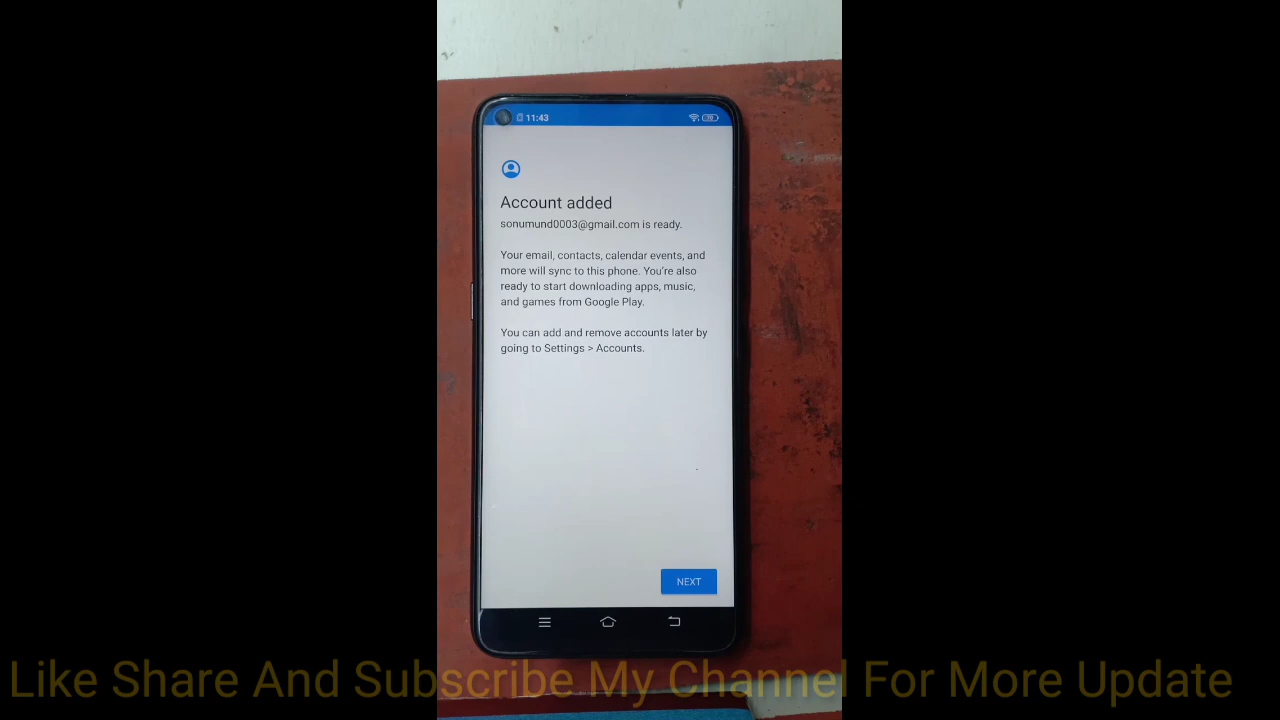 11:43
70
Account added
sonumund0003@gmail.com is ready.
Your email, contacts, calendar events, and
more will sync to this phone. You're also
ready to start downloading apps, music,
and games from Google Play.
You can add and remove accounts later by
going to Settings > Accounts.
NEXT
Like Share And Subscribe My Channel For More Update